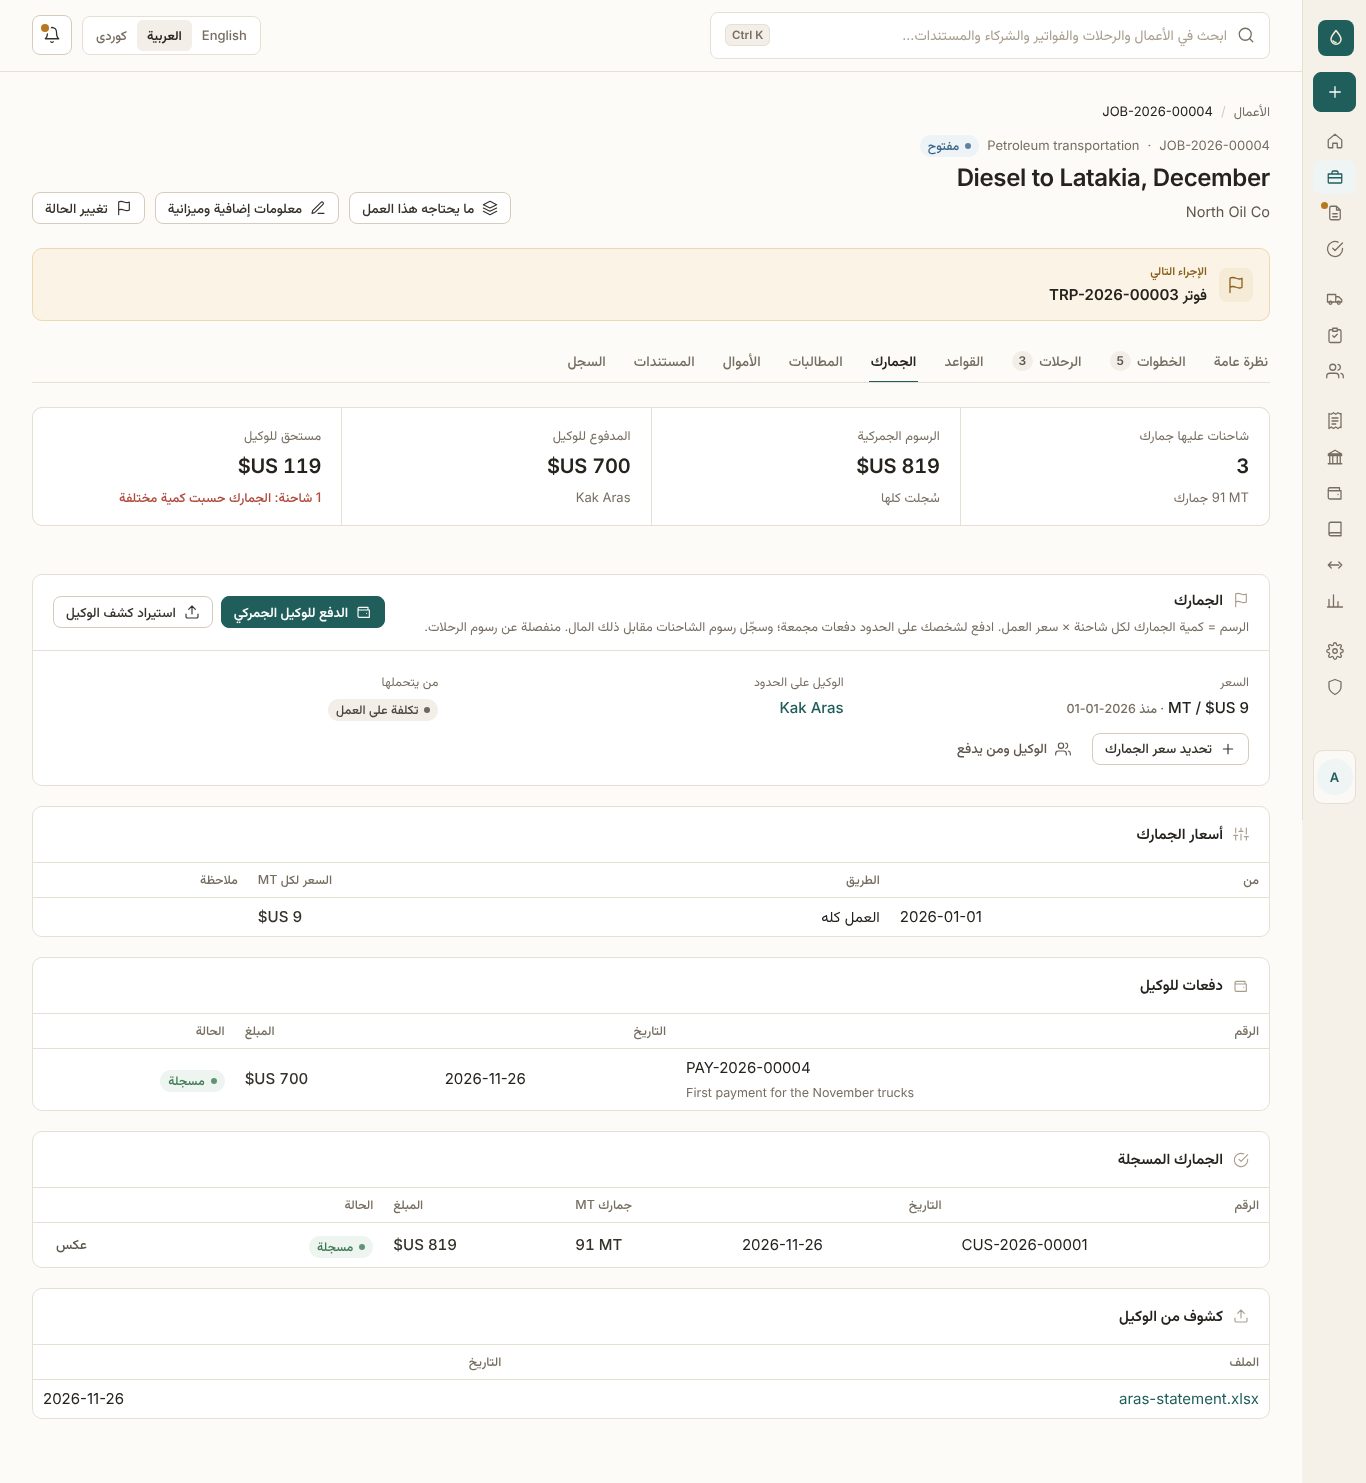 ابحث في الأعمال والرحلات والفواتير والشركاء والمستندات...
Ctrl K
English
العربية
كوردی
الأعمال / JOB-2026-00004
JOB-2026-00004 · Petroleum transportation
مفتوح
Diesel to Latakia, December
North Oil Co
ما يحتاجه هذا العمل
معلومات إضافية وميزانية
تغيير الحالة
الإجراء التالي
فوتر TRP-2026-00003
نظرة عامة
الخطوات 5
الرحلات 3
القواعد
الجمارك
المطالبات
الأموال
المستندات
السجل
شاحنات عليها جمارك
3
91 MT جمارك
الرسوم الجمركية
$US 819
سُجلت كلها
المدفوع للوكيل
$US 700
Kak Aras
مستحق للوكيل
$US 119
1 شاحنة: الجمارك حسبت كمية مختلفة
الجمارك
الرسم = كمية الجمارك لكل شاحنة × سعر العمل. ادفع لشخصك على الحدود دفعات مجمعة؛ وسجّل رسوم الشاحنات مقابل ذلك المال. منفصلة عن رسوم الرحلات.
الدفع للوكيل الجمركي
استيراد كشف الوكيل
السعر
MT / $US 9 · منذ 2026-01-01
الوكيل على الحدود
Kak Aras
من يتحملها
تكلفة على العمل
تحديد سعر الجمارك
الوكيل ومن يدفع
أسعار الجمارك
من
الطريق
السعر لكل MT
ملاحظة
2026-01-01
العمل كله
$US 9
دفعات للوكيل
الرقم
التاريخ
المبلغ
الحالة
PAY-2026-00004
First payment for the November trucks
2026-11-26
$US 700
مسجلة
الجمارك المسجلة
الرقم
التاريخ
جمارك MT
المبلغ
الحالة
CUS-2026-00001
2026-11-26
91 MT
$US 819
مسجلة
عكس
كشوف من الوكيل
الملف
التاريخ
aras-statement.xlsx
2026-11-26
A